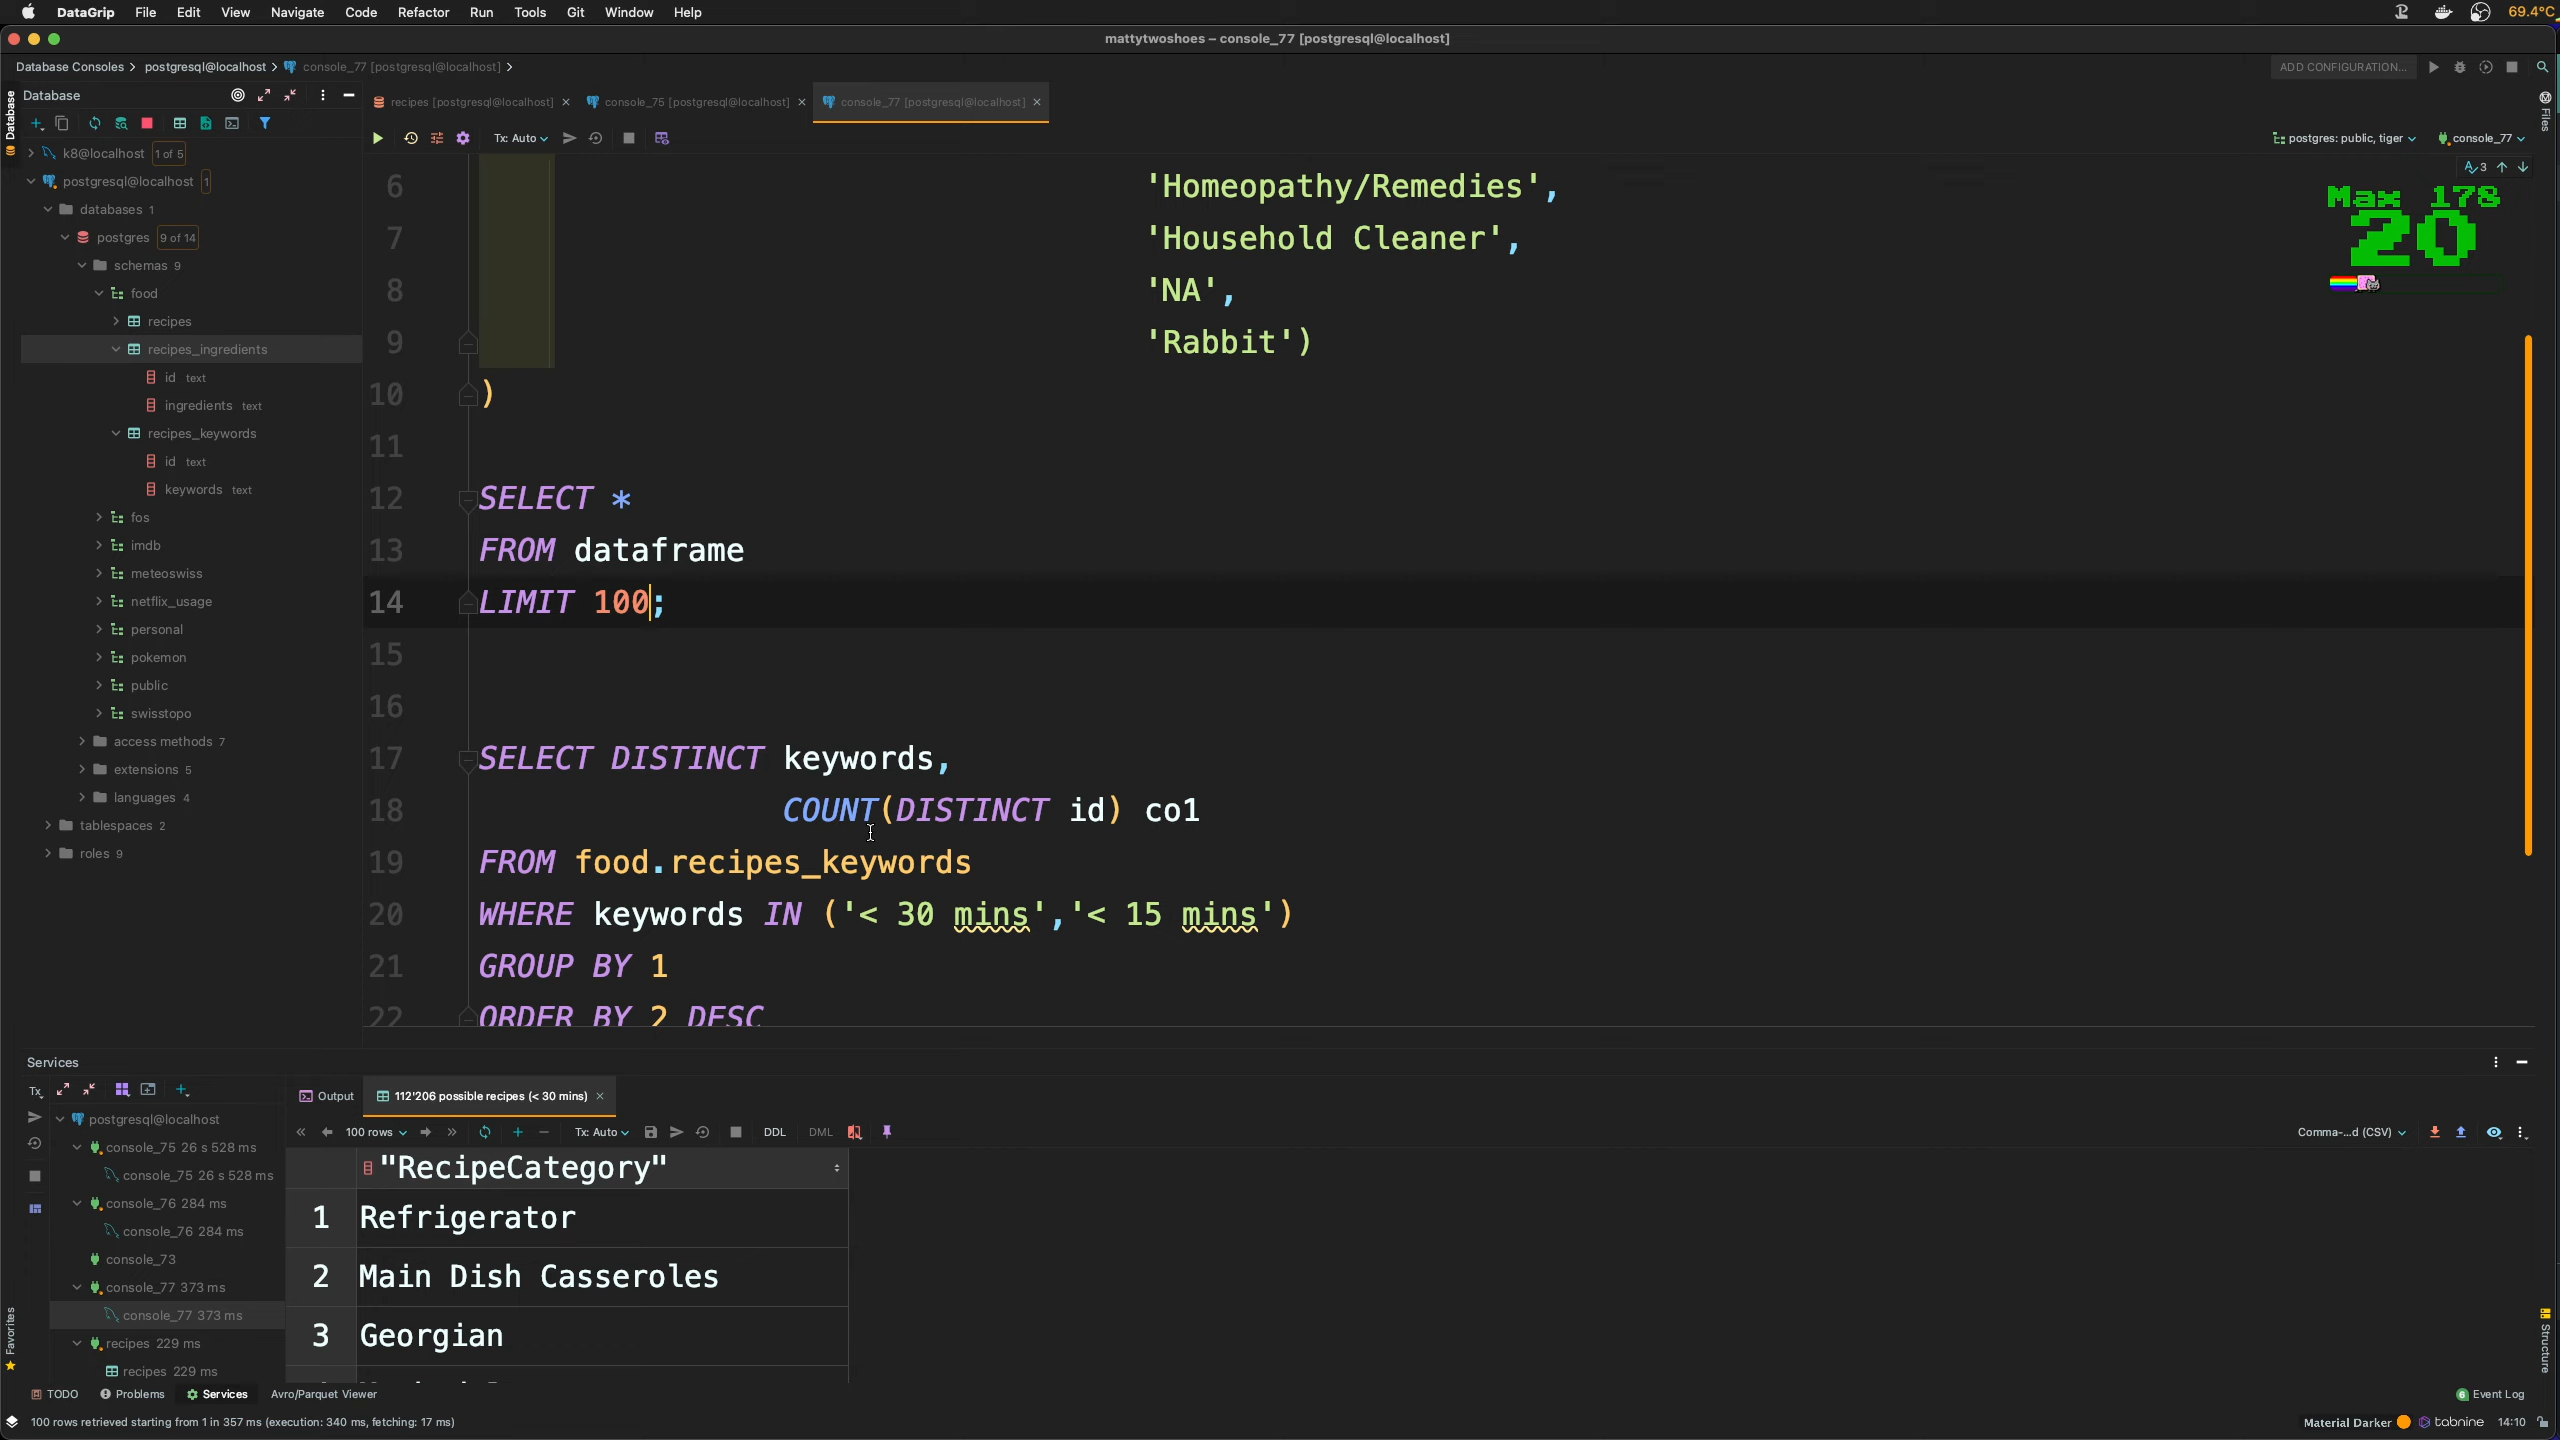 DataGrip File Edit View Navigate Code Refactor Run Tools Git Window Help
69.4°C
mattytwoshoes – console_77 [postgresql@localhost]
Database Consoles postgresql@localhost console_77 [postgresql@localhost]
ADD CONFIGURATION...
Database
Database
recipes [postgresql@localhost] console_75 [postgresql@localhost] console_77 [postgresql@localhost]
Files
Tx: Auto
postgres: public, tiger console_77
3
Max 178
20
k8@localhost 1 of 5
postgresql@localhost 1
databases 1
postgres 9 of 14
schemas 9
food
recipes
recipes_ingredients
id text
ingredients text
recipes_keywords
id text
keywords text
fos
imdb
meteoswiss
netflix_usage
personal
pokemon
public
swisstopo
access methods 7
extensions 5
languages 4
tablespaces 2
roles 9
6 'Homeopathy/Remedies',
7 'Household Cleaner',
8 'NA',
9 'Rabbit')
10 )
11
12 SELECT *
13 FROM dataframe
14 LIMIT 100;
15
16
17 SELECT DISTINCT keywords,
18 COUNT(DISTINCT id) co1
19 FROM food.recipes_keywords
20 WHERE keywords IN ('< 30 mins','< 15 mins')
21 GROUP BY 1
22 ORDER BY 2 DESC
Services
Tx
Output 112'206 possible recipes (< 30 mins)
100 rows Tx: Auto DDL DML
Comma-...d (CSV)
postgresql@localhost
console_75 26 s 528 ms
console_75 26 s 528 ms
console_76 284 ms
console_76 284 ms
console_73
console_77 373 ms
console_77 373 ms
recipes 229 ms
recipes 229 ms
"RecipeCategory"
1 Refrigerator
2 Main Dish Casseroles
3 Georgian
Favorites
Structure
TODO Problems Services Avro/Parquet Viewer
6 Event Log
100 rows retrieved starting from 1 in 357 ms (execution: 340 ms, fetching: 17 ms)
Material Darker tabnine 14:10